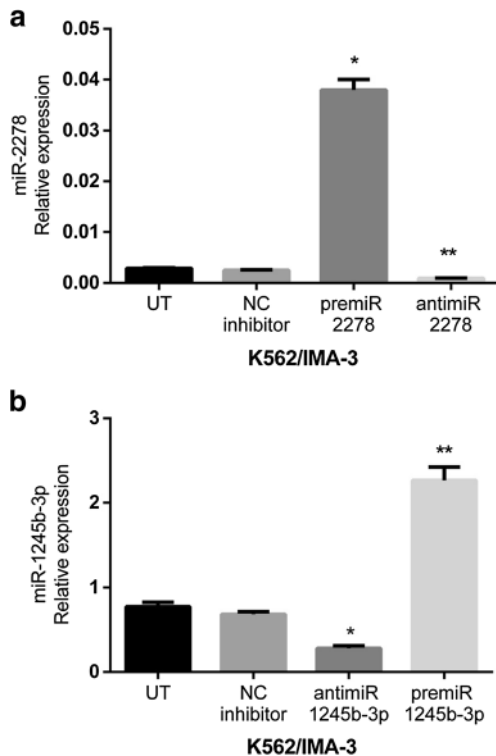 a
miR-2278
Relative expression
0.05
0.04
0.03
0.02
0.01
0.00
*
**
UT
NC
inhibitor
premiR
2278
antimiR
2278
K562/IMA-3
b
miR-1245b-3p
Relative expression
3
2
1
0
*
**
UT
NC
inhibitor
antimiR
1245b-3p
premiR
1245b-3p
K562/IMA-3